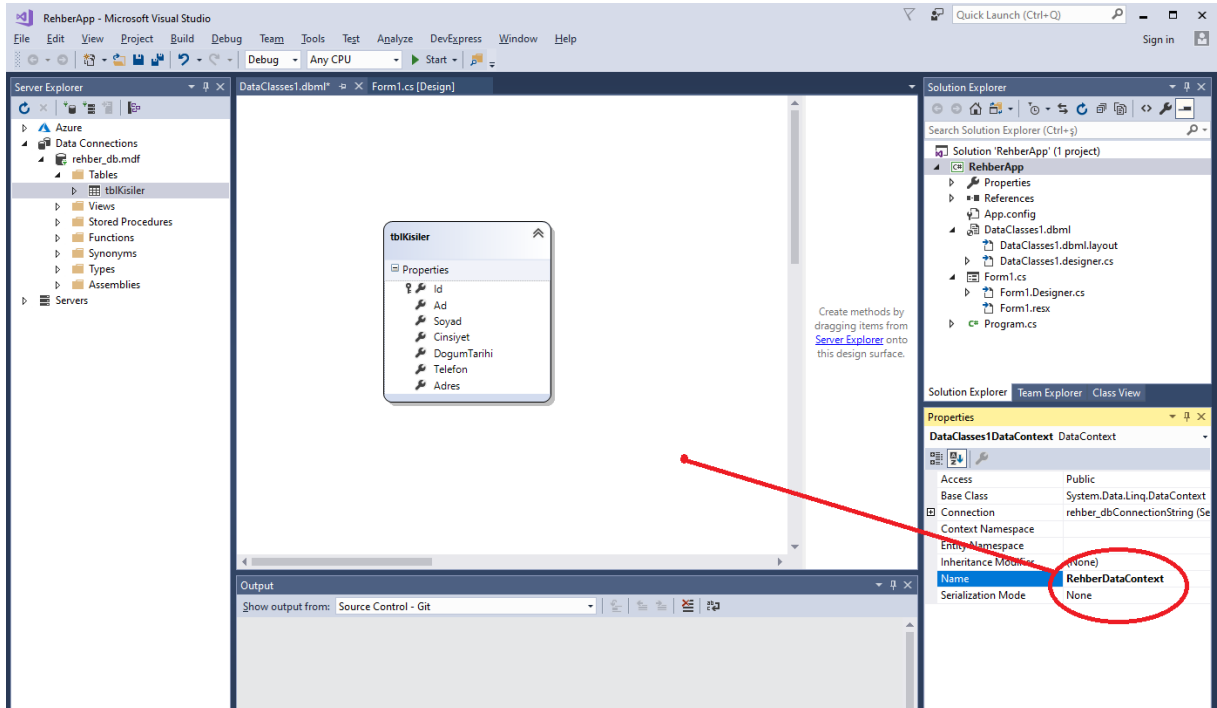 RehberApp - Microsoft Visual Studio
Quick Launch (Ctrl+Q)
File Edit View Project Build Debug Team Tools Test Analyze DevExpress Window Help
Sign in
Debug Any CPU Start
Server Explorer
Azure
Data Connections
rehber_db.mdf
Tables
tblKisiler
Views
Stored Procedures
Functions
Synonyms
Types
Assemblies
Servers
DataClasses1.dbml* Form1.cs [Design]
tblKisiler
Properties
Id
Ad
Soyad
Cinsiyet
DogumTarihi
Telefon
Adres
Create methods by
dragging items from
Server Explorer onto
this design surface.
Output
Show output from: Source Control - Git
Solution Explorer
Search Solution Explorer (Ctrl+ş)
Solution 'RehberApp' (1 project)
C# RehberApp
Properties
References
App.config
DataClasses1.dbml
DataClasses1.dbml.layout
DataClasses1.designer.cs
Form1.cs
Form1.Designer.cs
Form1.resx
C# Program.cs
Solution Explorer Team Explorer Class View
Properties
DataClasses1DataContext DataContext
Access Public
Base Class System.Data.Linq.DataContext
Connection rehber_dbConnectionString (Se
Context Namespace
Entity Namespace
Inheritance Modifier (None)
Name RehberDataContext
Serialization Mode None